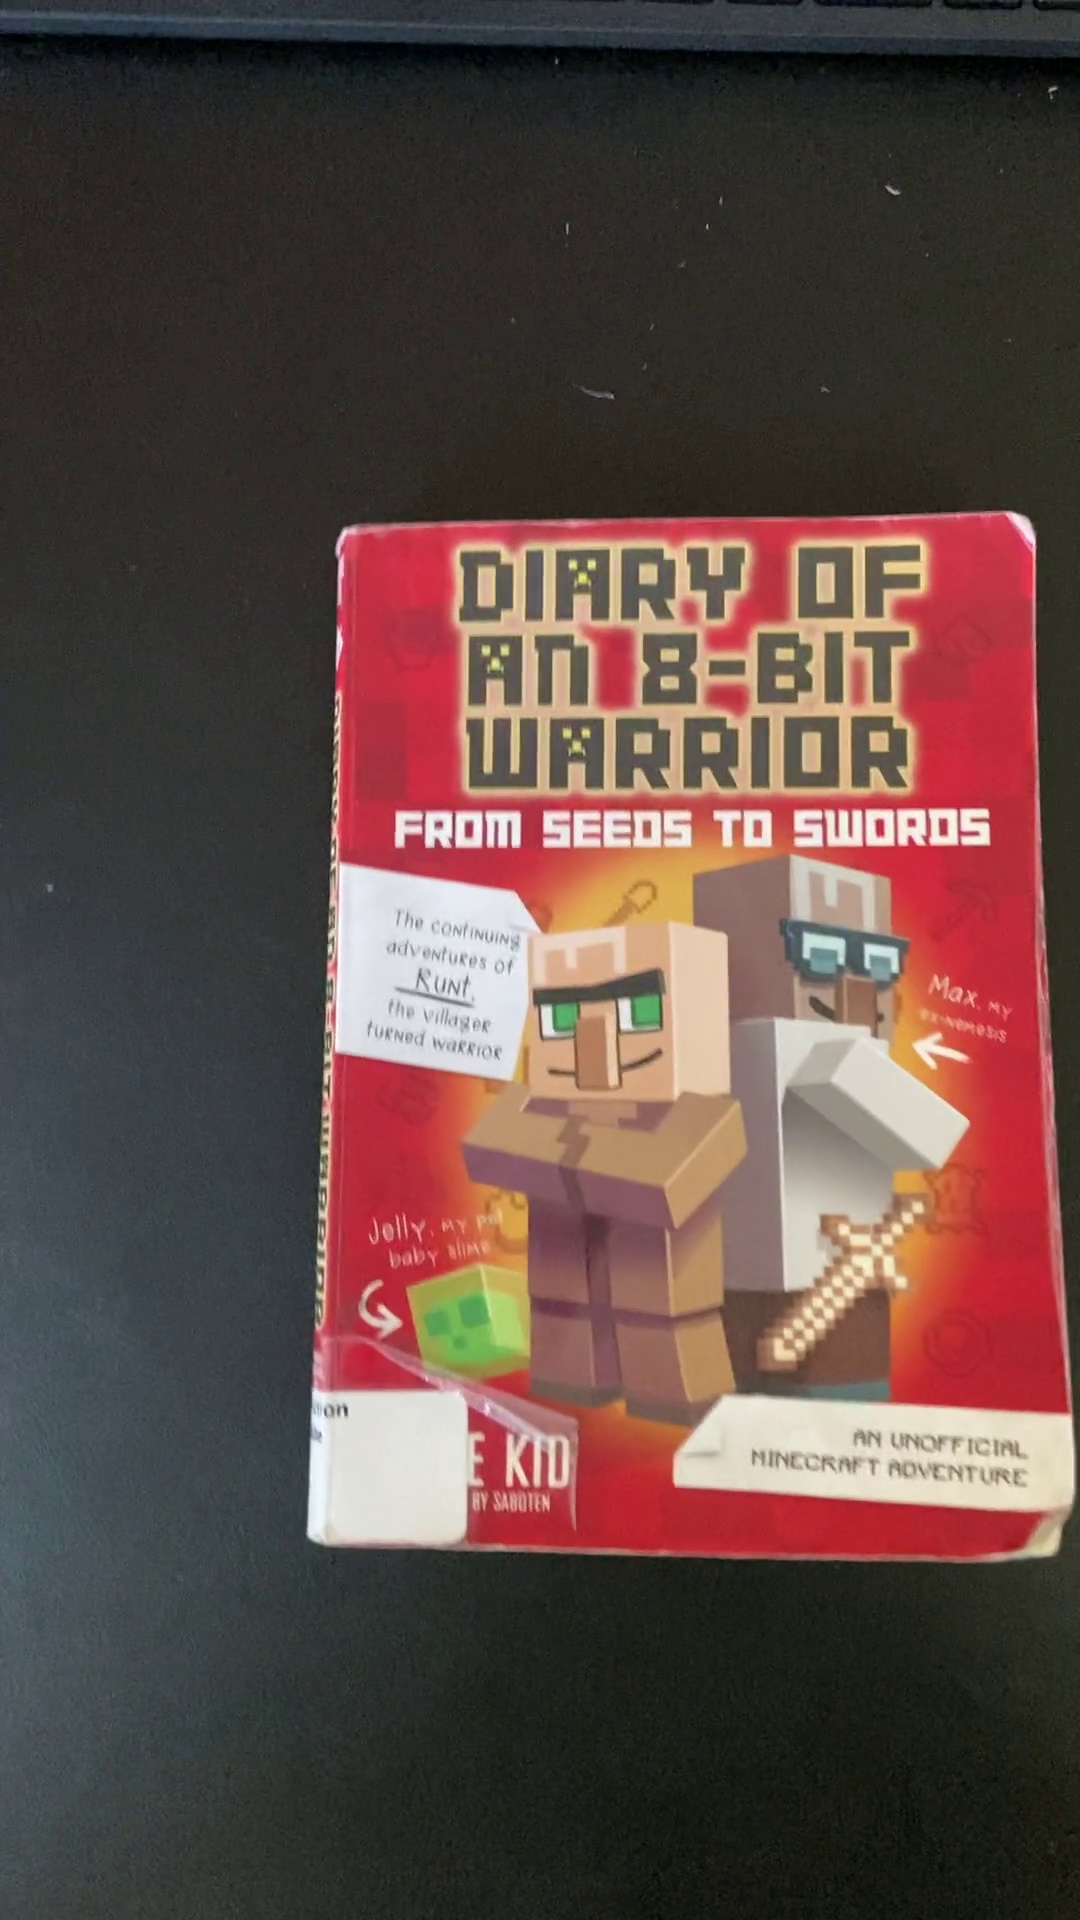 DIARY OF
AN 8-BIT
WARRIOR
FROM SEEDS TO SWORDS
The continuing
adventures of
Runt,
the villager
turned warrior
Max, my
ex-nemesis
Jelly, my pet
baby slime
E KID
BY SABOTEN
AN UNOFFICIAL
MINECRAFT ADVENTURE